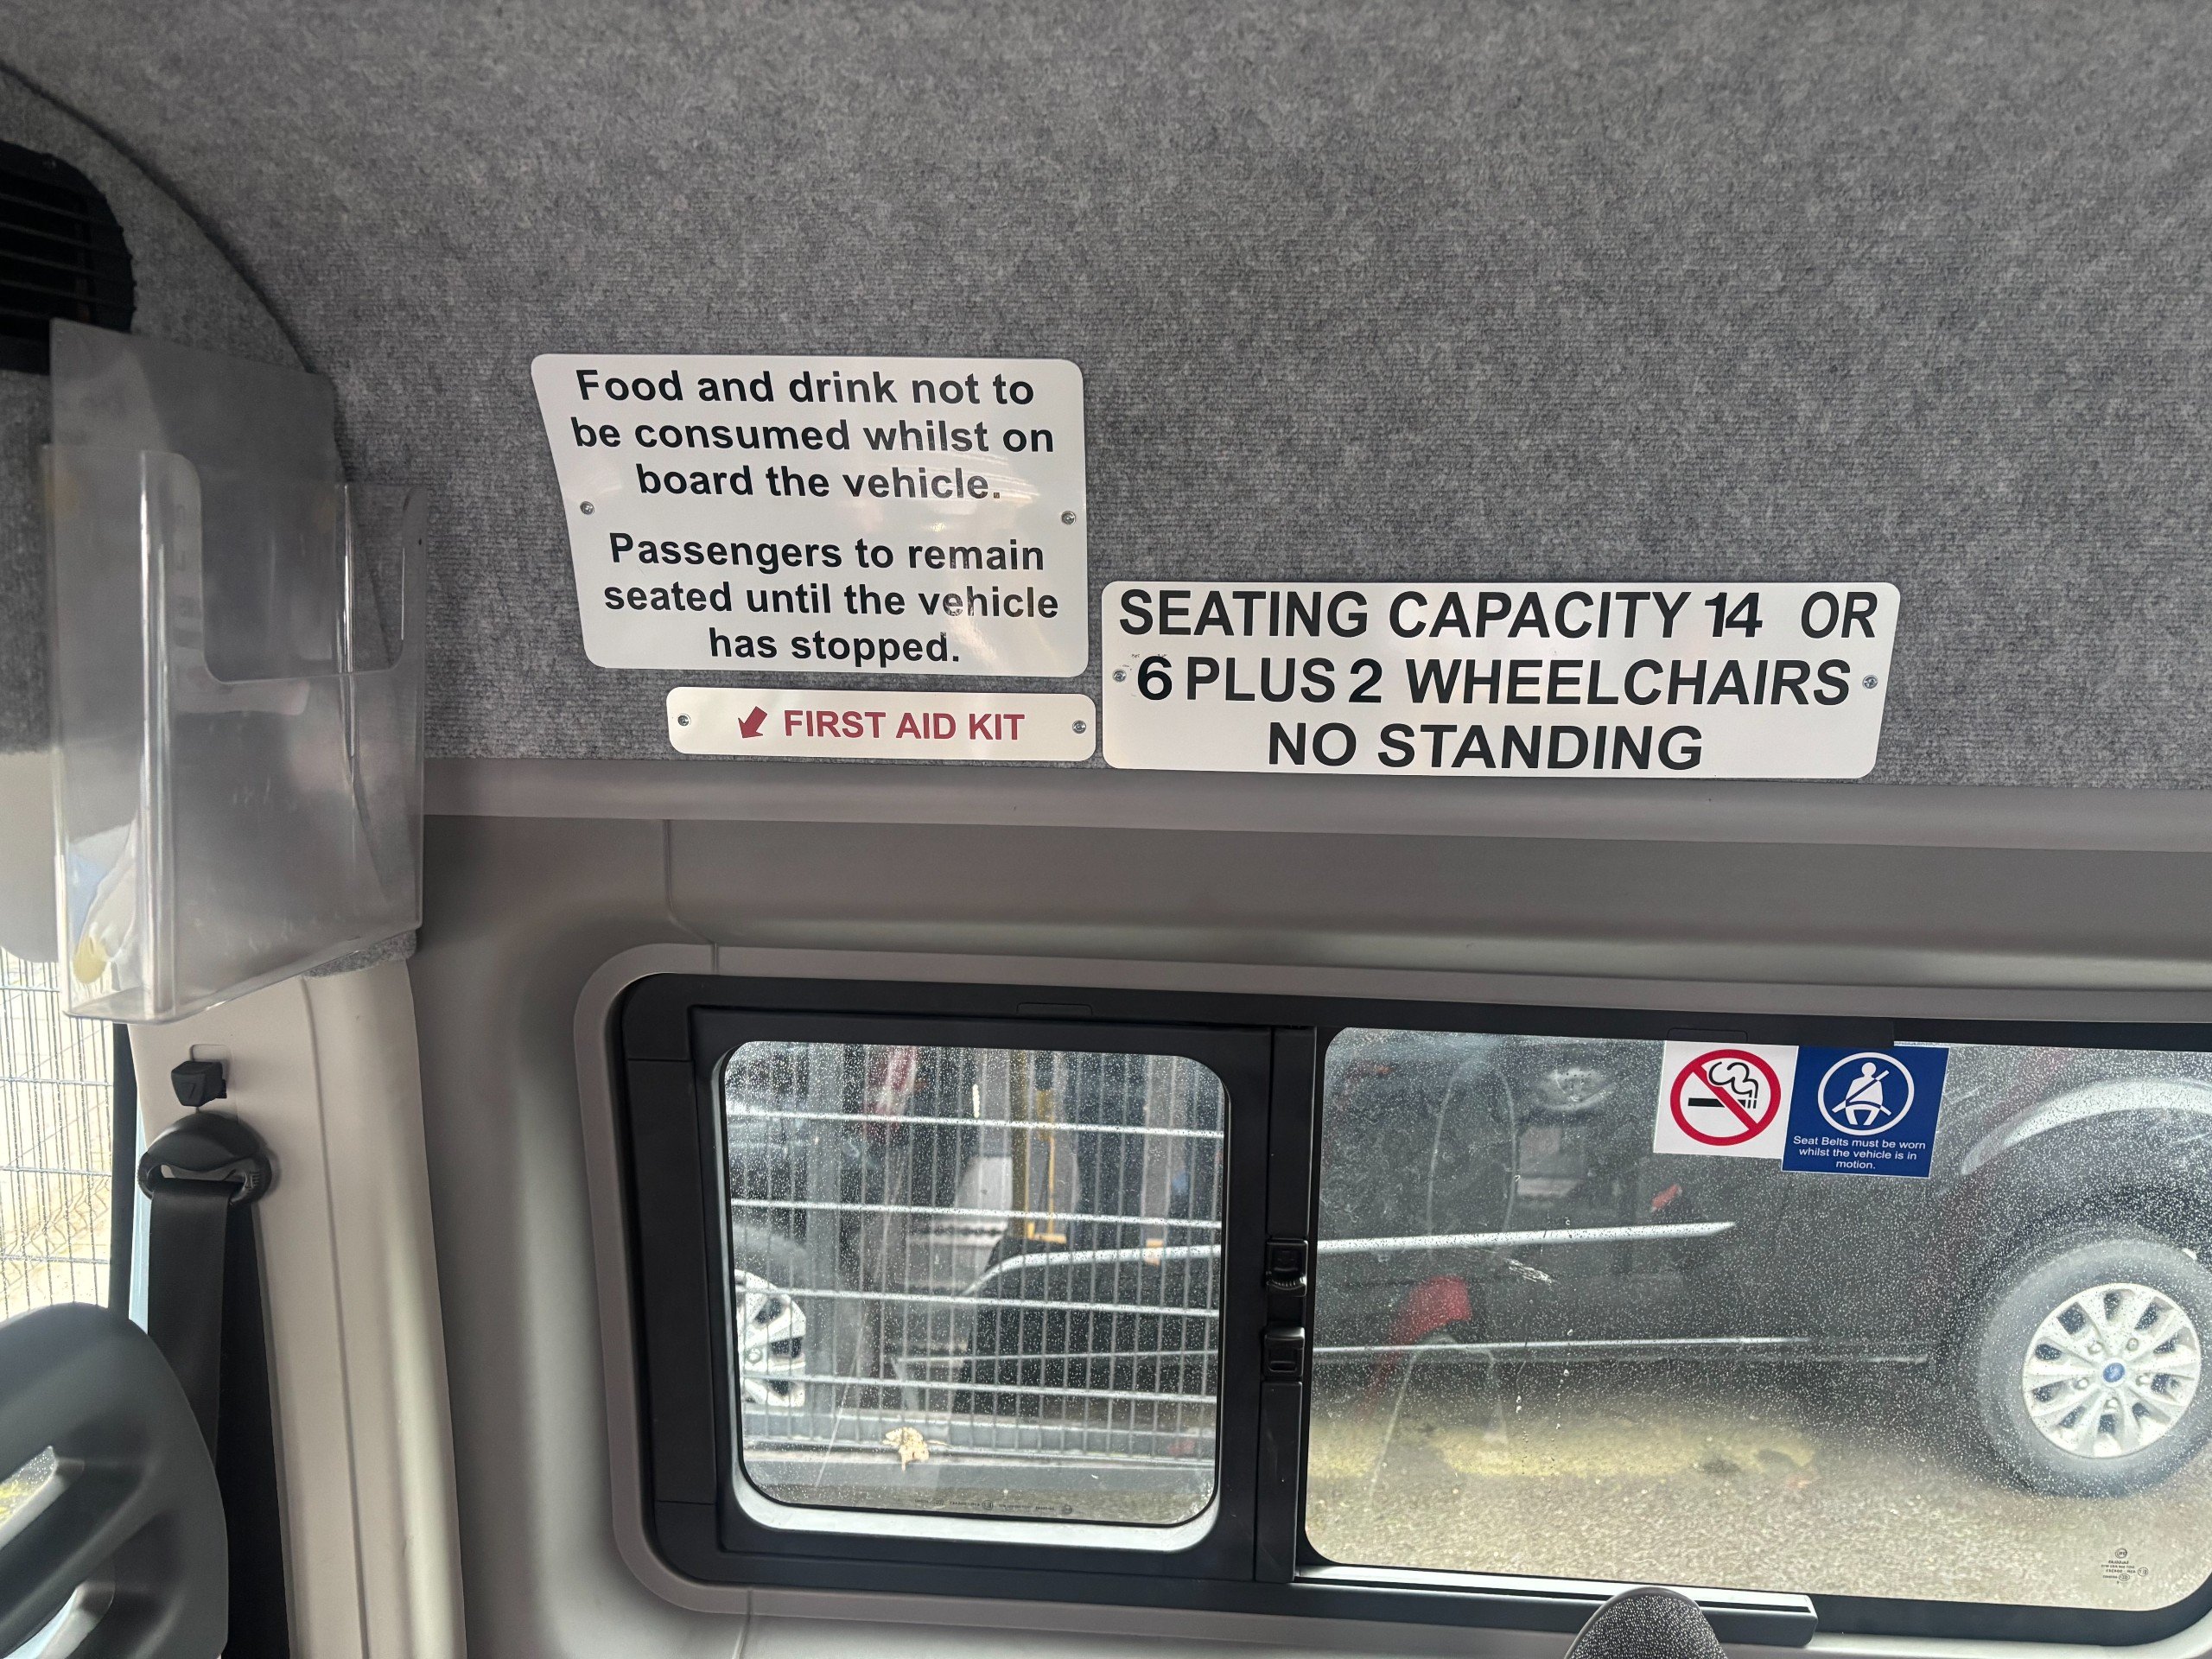 Food and drink not to
be consumed whilst on
board the vehicle.
Passengers to remain
seated until the vehicle
has stopped.
FIRST AID KIT
SEATING CAPACITY 14 OR
6 PLUS 2 WHEELCHAIRS
NO STANDING
Seat Belts must be worn
whilst the vehicle is in
motion.